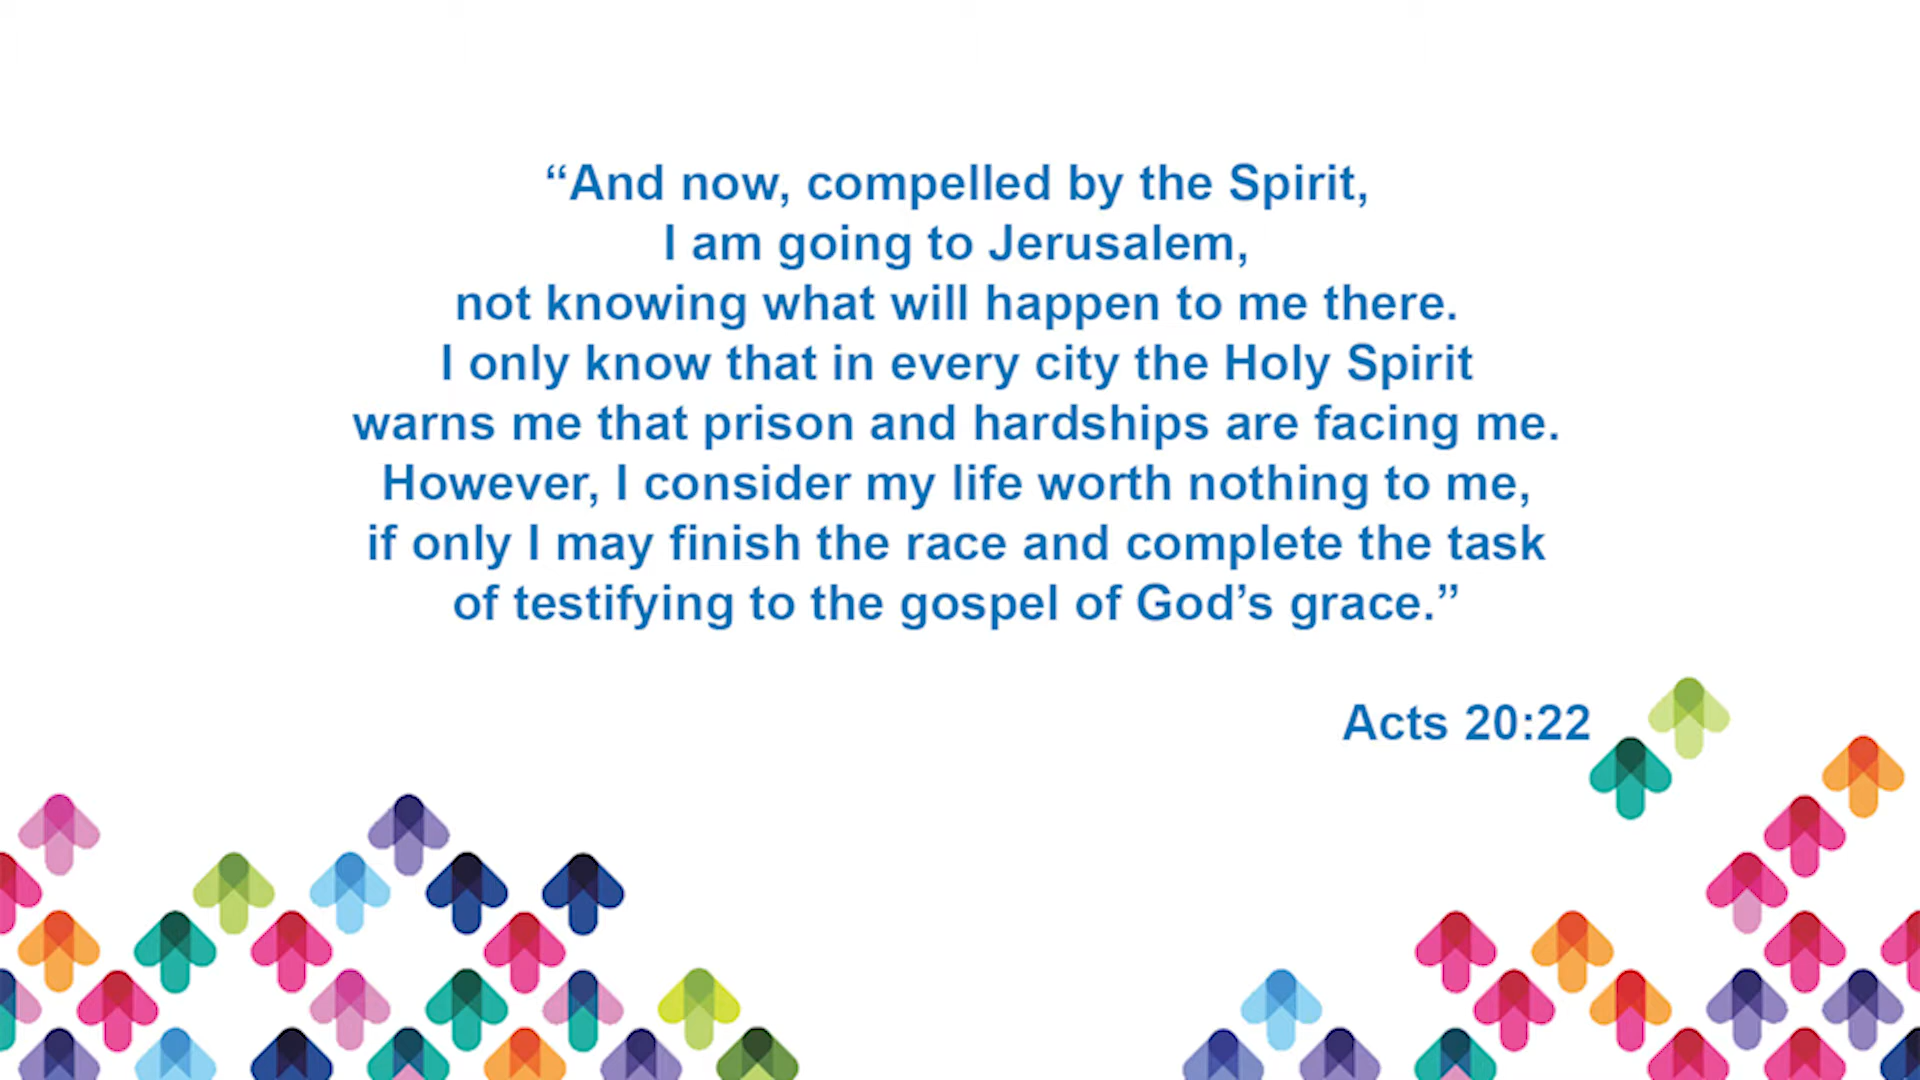 “And now, compelled by the Spirit,
I am going to Jerusalem,
not knowing what will happen to me there.
I only know that in every city the Holy Spirit
warns me that prison and hardships are facing me.
However, I consider my life worth nothing to me,
if only I may finish the race and complete the task
of testifying to the gospel of God’s grace.”
Acts 20:22